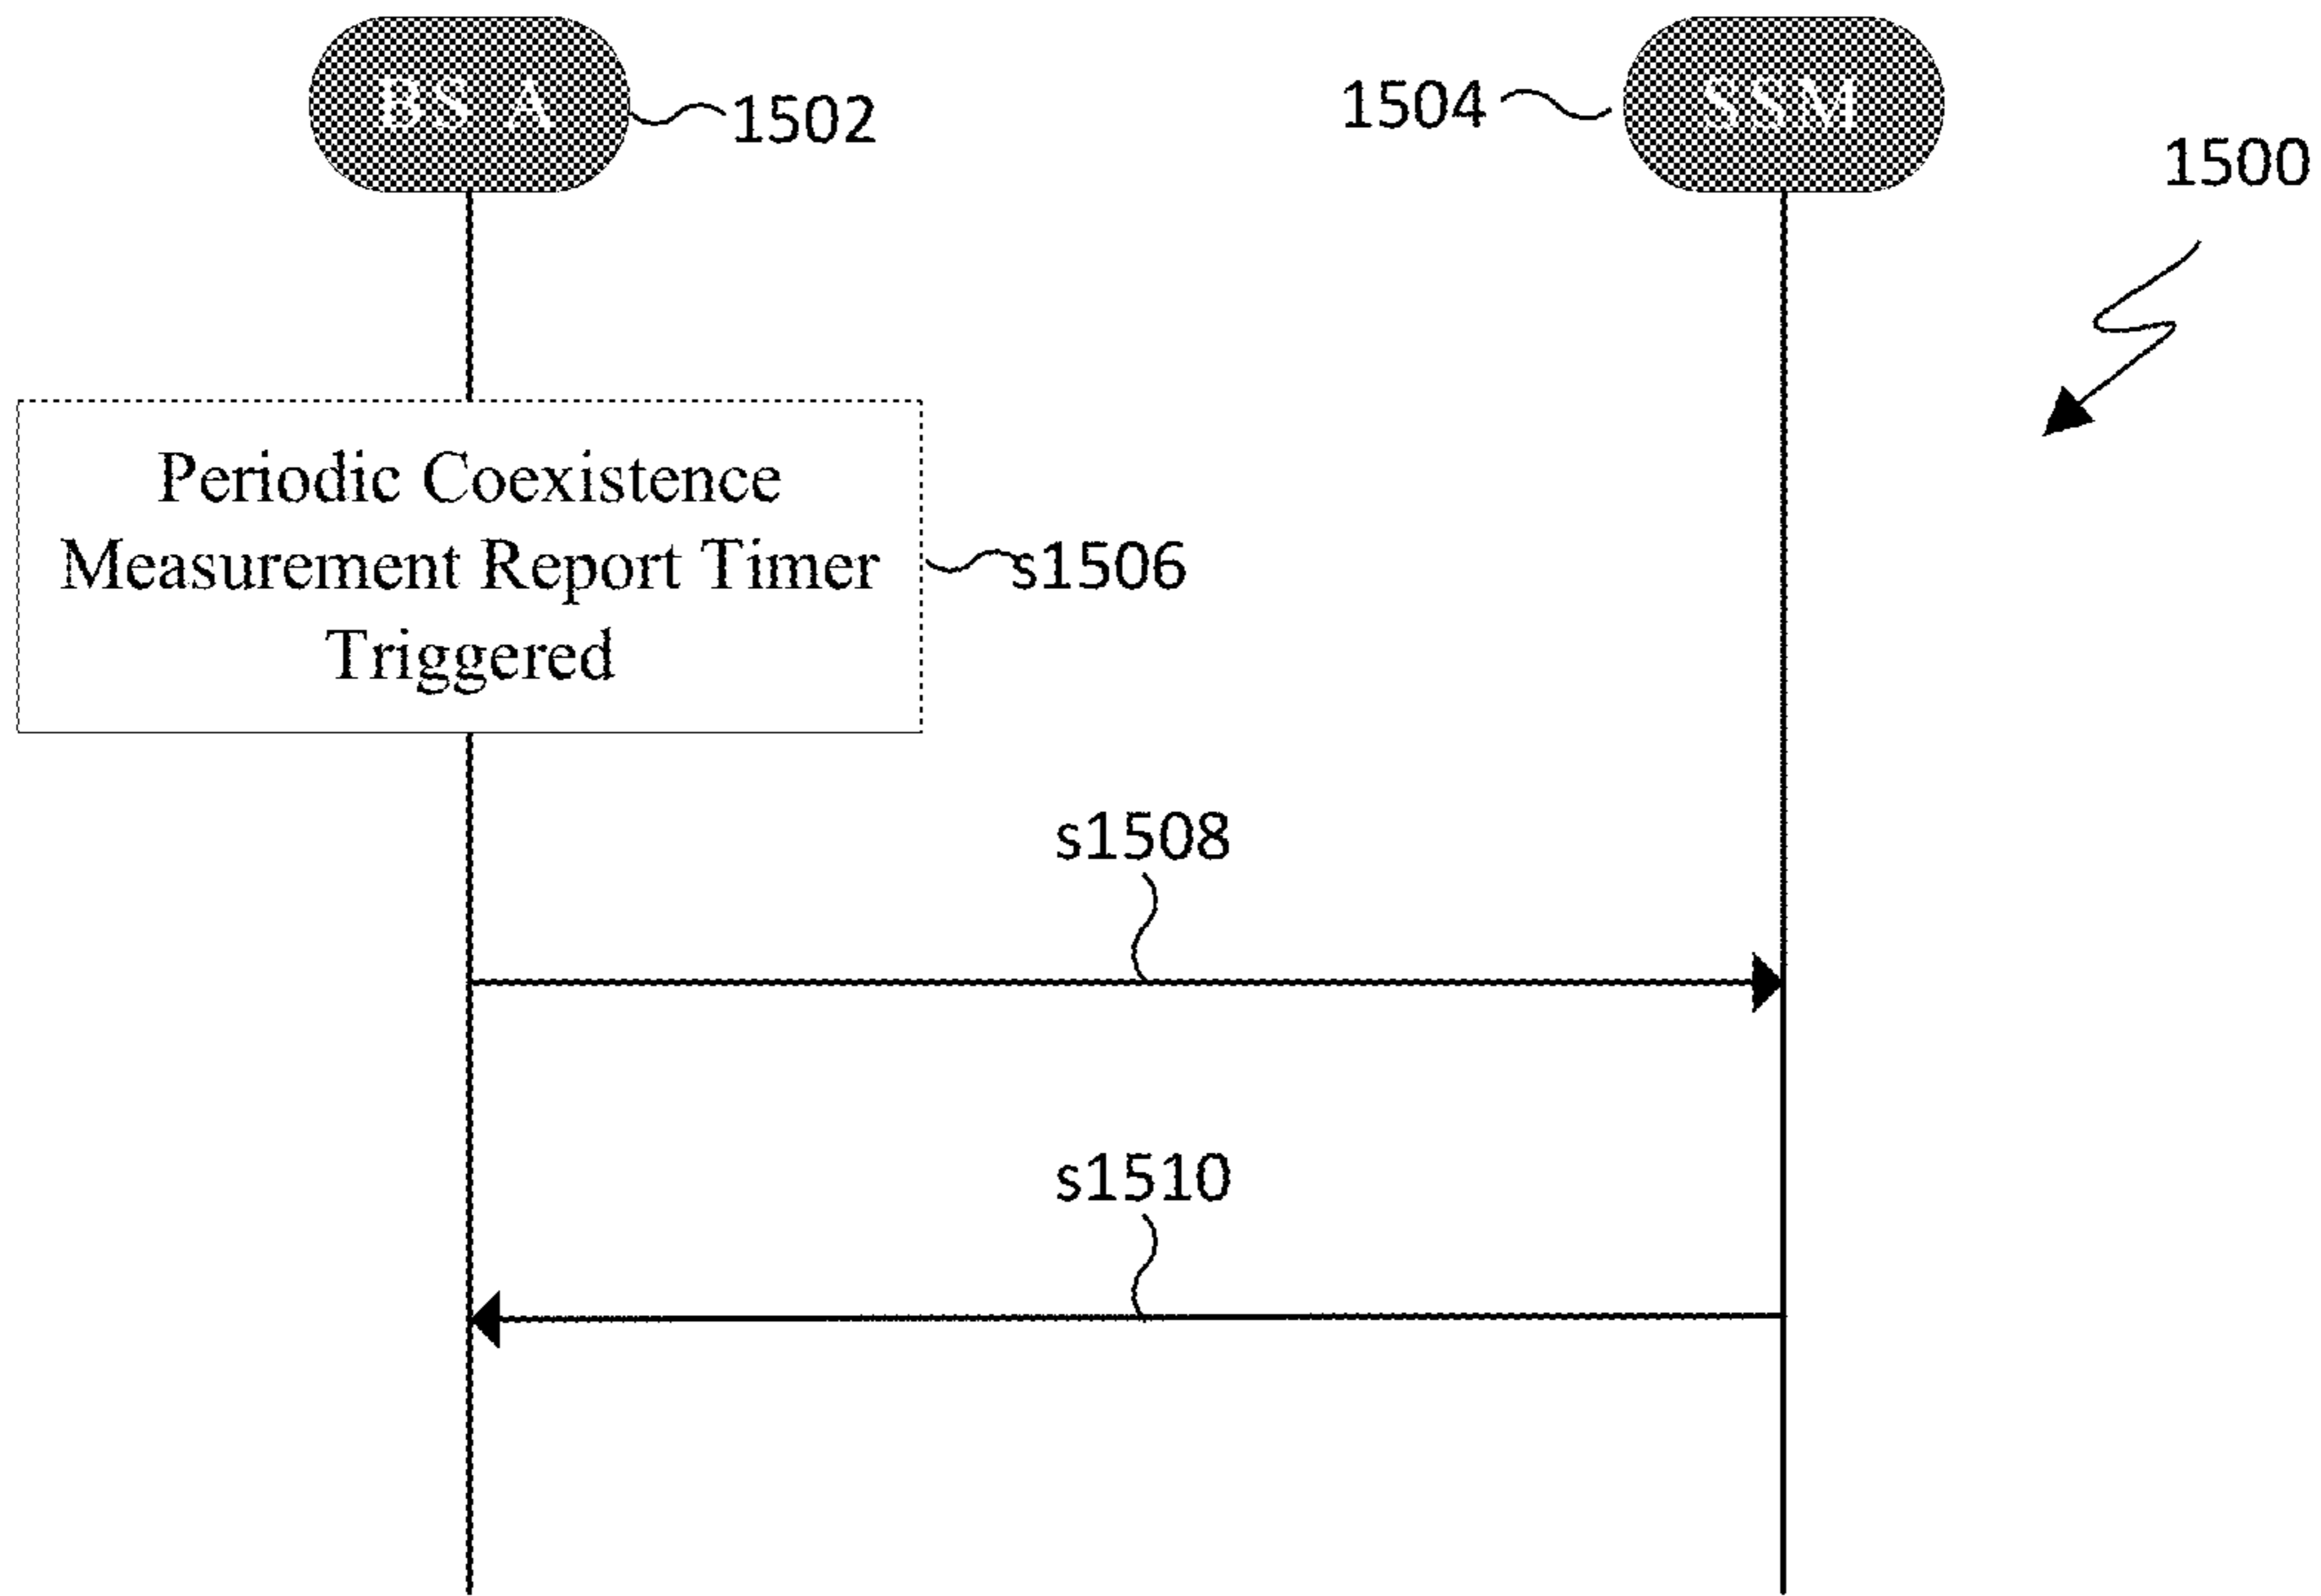 BS A
1502
1504
SSM
1500
Periodic Coexistence
Measurement Report Timer
Triggered
s1506
s1508
s1510